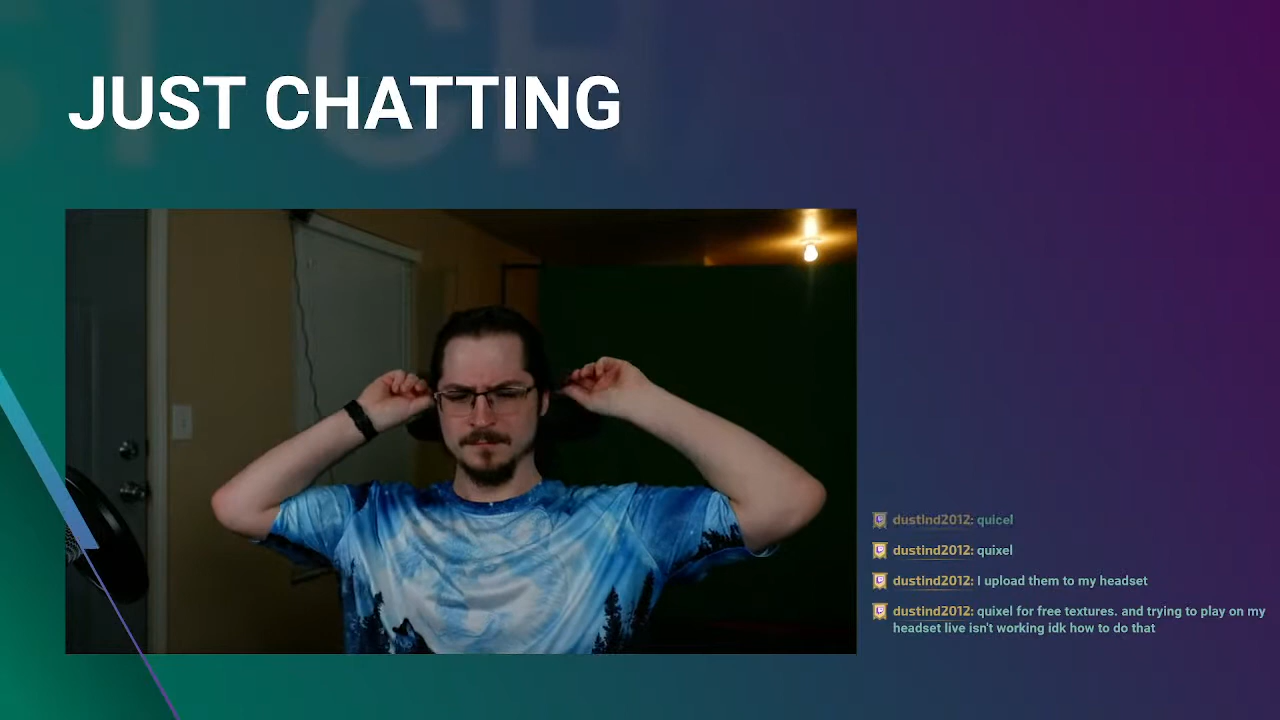 JUST CHATTING
dustInd2012: quicel
dustInd2012: quixel
dustInd2012: I upload them to my headset
dustInd2012: quixel for free textures. and trying to play on my
headset live isn't working idk how to do that